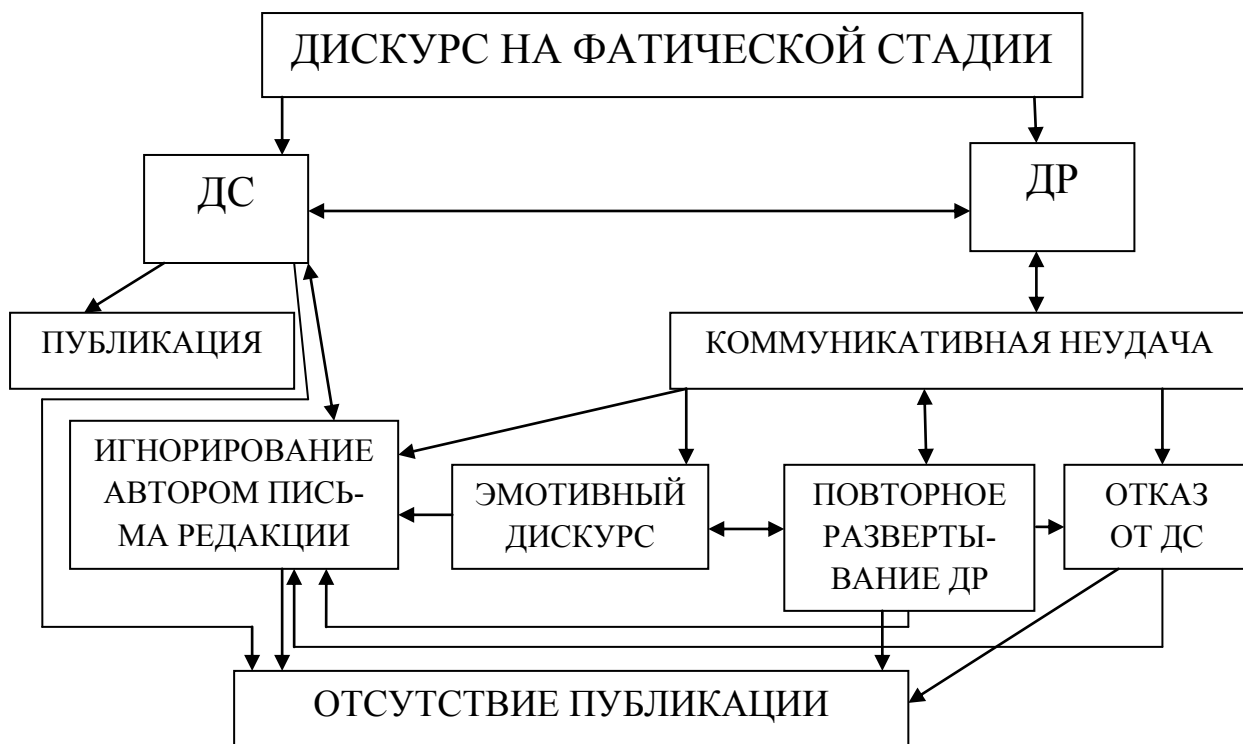 ДИСКУРС НА ФАТИЧЕСКОЙ СТАДИИ
ДС
ДР
ПУБЛИКАЦИЯ
КОММУНИКАТИВНАЯ НЕУДАЧА
ИГНОРИРОВАНИЕ
АВТОРОМ ПИСЬ-
МА РЕДАКЦИИ
ЭМОТИВНЫЙ
ДИСКУРС
ПОВТОРНОЕ
РАЗВЕРТЫ-
ВАНИЕ ДР
ОТКАЗ
ОТ ДС
ОТСУТСТВИЕ ПУБЛИКАЦИИ